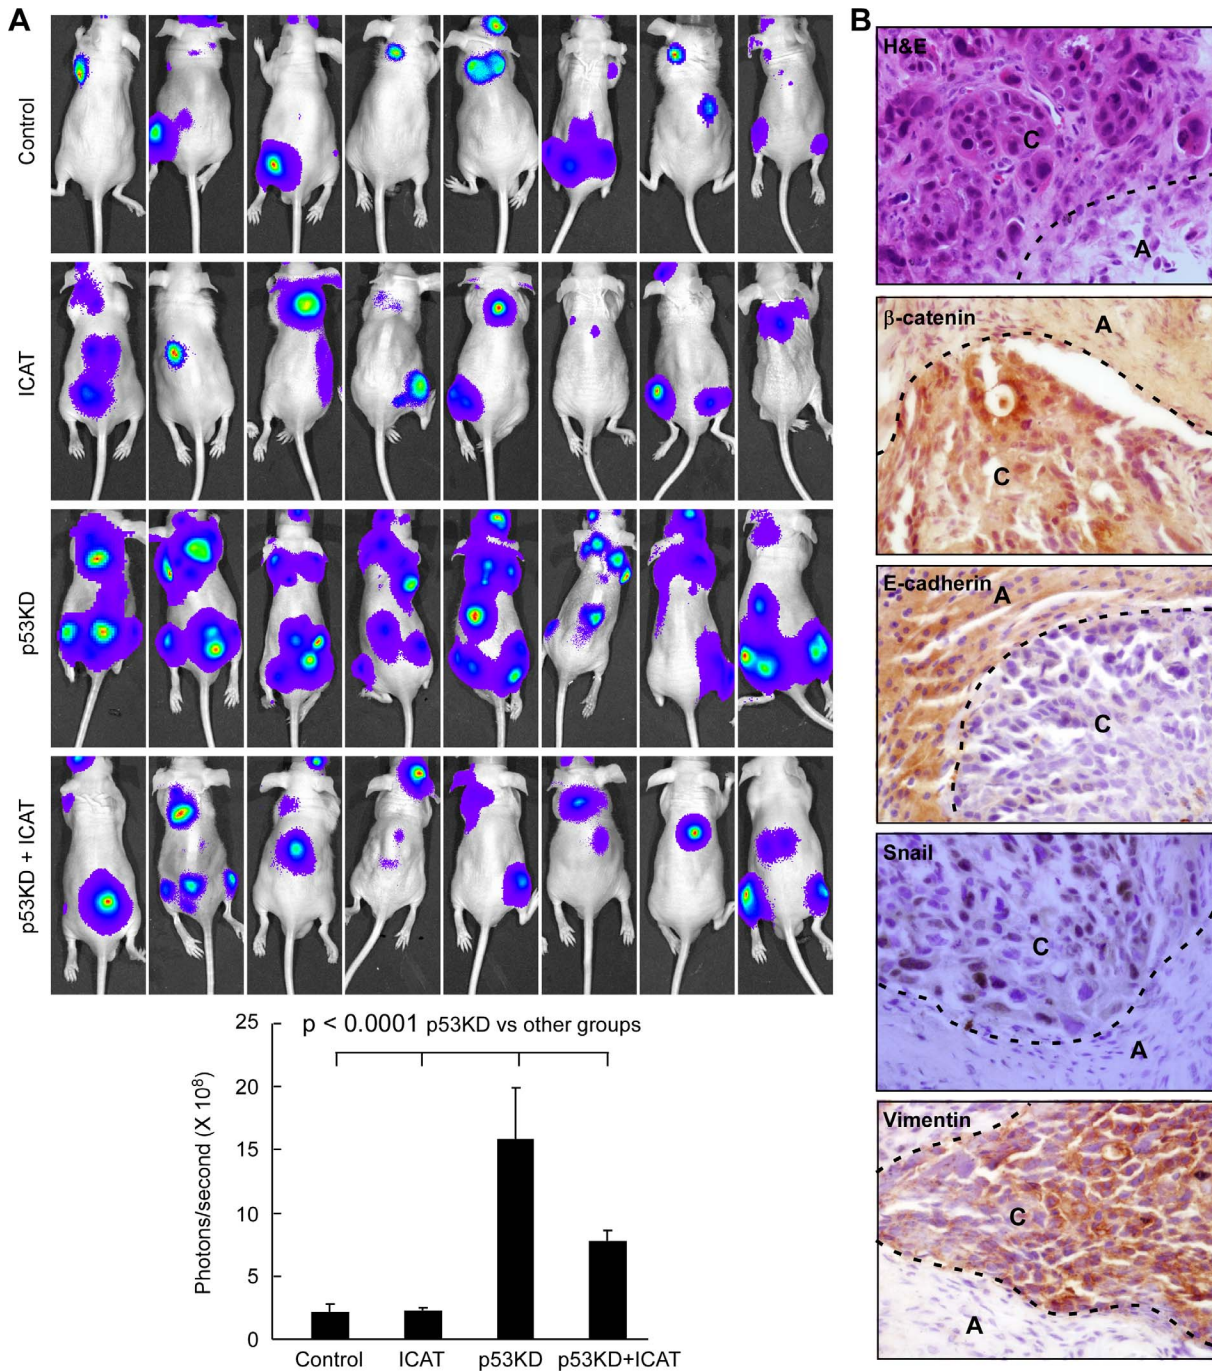 A
Control
ICAT
p53KD
p53KD + ICAT
p < 0.0001 p53KD vs other groups
Photons/second (X 10⁸)
25
20
15
10
5
0
Control
ICAT
p53KD
p53KD+ICAT
B
H&E
C
A
β-catenin
A
C
E-cadherin
A
C
Snail
C
A
Vimentin
C
A